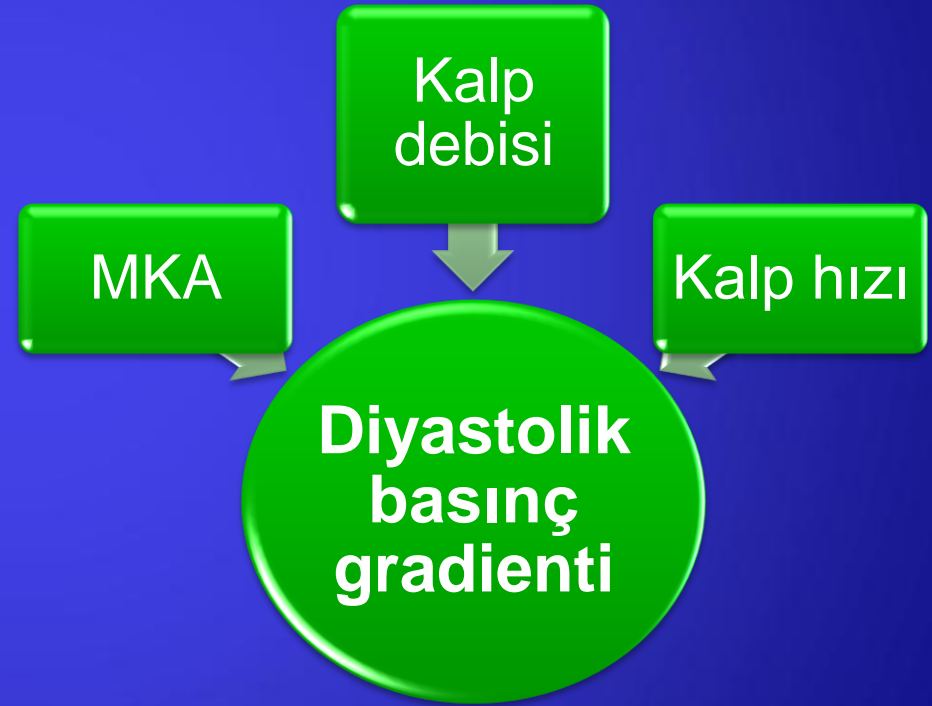 Kalp
debisi
MKA
Kalp hızı
Diyastolik
basınç
gradienti